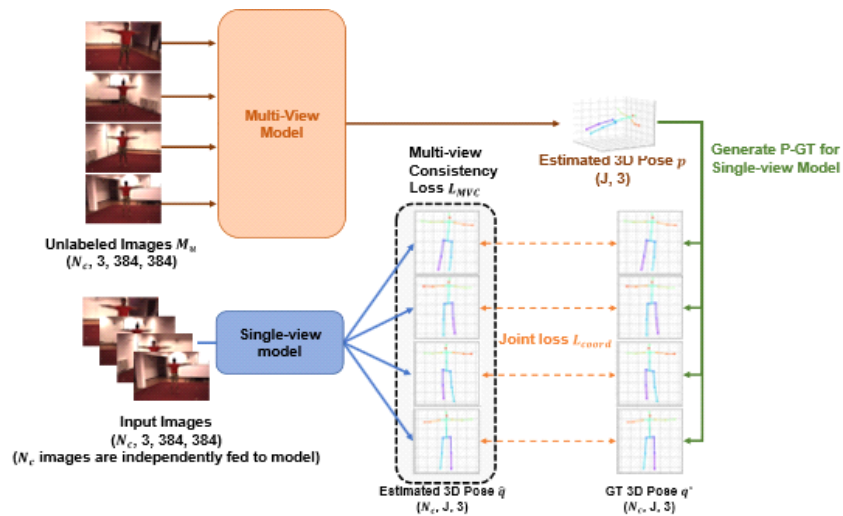 Multi-View
Model
Multi-view
Consistency
Loss L_MVC
Estimated 3D Pose p
(J, 3)
Generate P-GT for
Single-view Model
Unlabeled Images M_u
(N_c, 3, 384, 384)
Single-view
model
Joint loss L_coord
Input Images
(N_c, 3, 384, 384)
(N_c images are independently fed to model)
Estimated 3D Pose q̂
(N_c, J, 3)
GT 3D Pose q*
(N_c, J, 3)